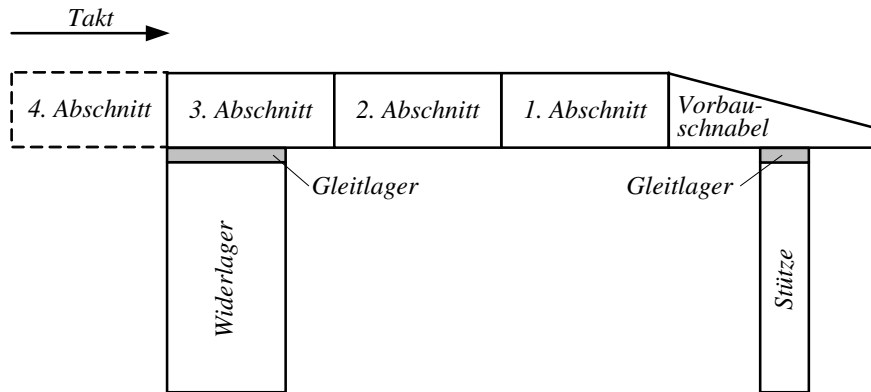 Takt
4. Abschnitt
3. Abschnitt
2. Abschnitt
1. Abschnitt
Vorbau-
schnabel
Gleitlager
Gleitlager
Widerlager
Stütze